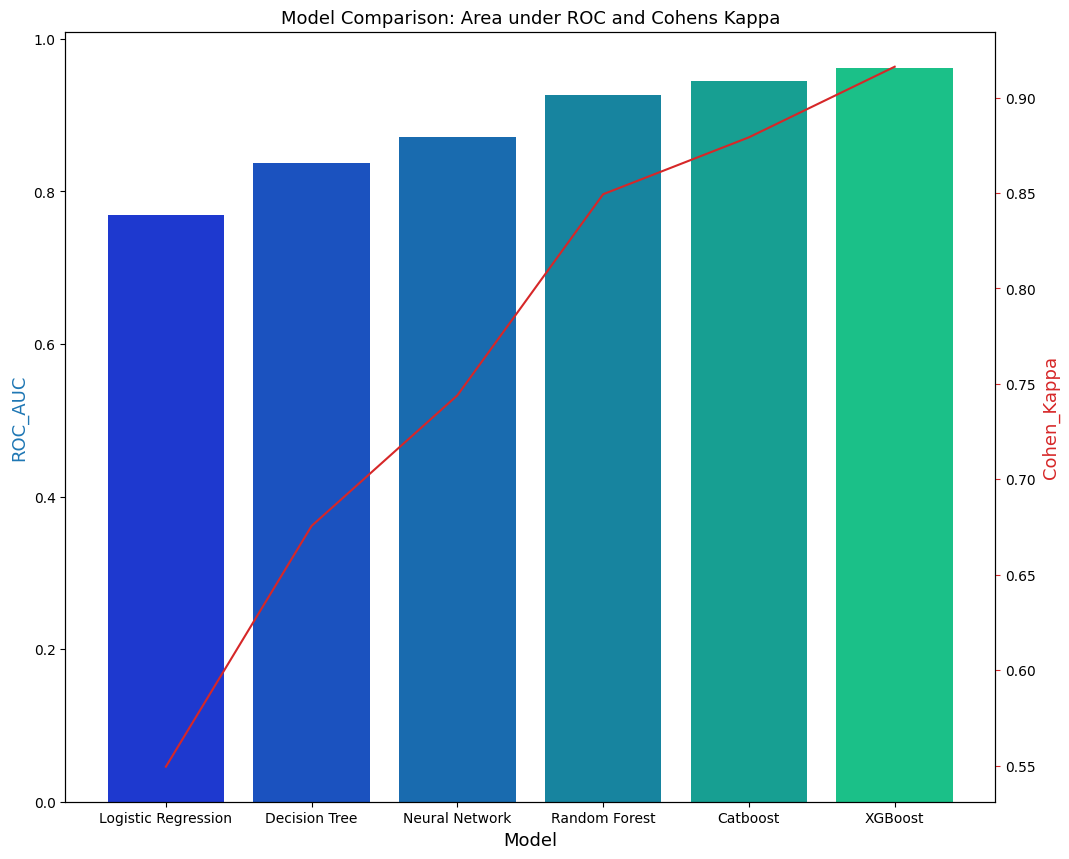 Model Comparison: Area under ROC and Cohens Kappa
1.0
0.8
0.6
0.4
0.2
0.0
ROC_AUC
0.90
0.85
0.80
0.75
0.70
0.65
0.60
0.55
Cohen_Kappa
Logistic Regression
Decision Tree
Neural Network
Random Forest
Catboost
XGBoost
Model